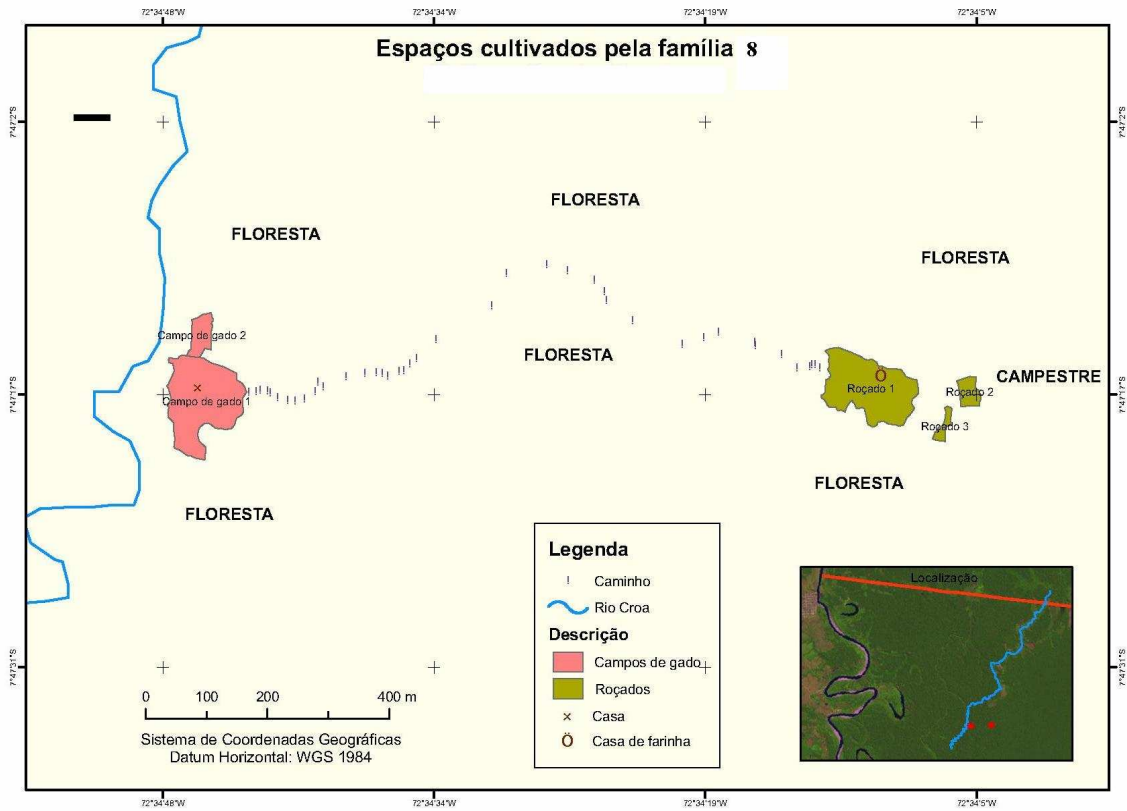 72°34'48"W 72°34'34"W 72°34'19"W 72°34'5"W
Espaços cultivados pela família 8
7°47'2"S 7°47'2"S
FLORESTA
FLORESTA
FLORESTA
Campo de gado 2
FLORESTA
CAMPESTRE
Roçado 1
Roçado 2
7°47'17"S 7°47'17"S
Campo de gado 1
Roçado 3
FLORESTA
FLORESTA
Legenda
! Caminho
Rio Croa
Descrição
Campos de gado
Roçados
× Casa
Ö Casa de farinha
Localização
7°47'31"S 7°47'31"S
0 100 200 400 m
Sistema de Coordenadas Geográficas
Datum Horizontal: WGS 1984
72°34'48"W 72°34'34"W 72°34'19"W 72°34'5"W